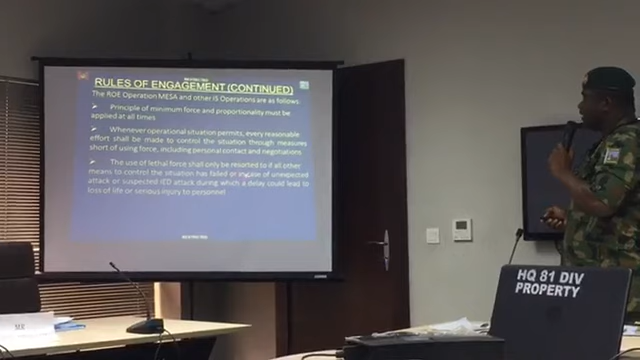 RESTRICTED
RULES OF ENGAGEMENT (CONTINUED)
The ROE Operation MESA and other IS Operations are as follows:
➤ Principle of minimum force and proportionality must be
applied at all times
➤ Whenever operational situation permits, every reasonable
effort shall be made to control the situation through measures
short of using force, including personal contact and negotiations
➤ The use of lethal force shall only be resorted to if all other
means to control the situation has failed or in case of unexpected
attack or suspected IED attack during which a delay could lead to
loss of life or serious injury to personnel
RESTRICTED
HQ 81 DIV
PROPERTY